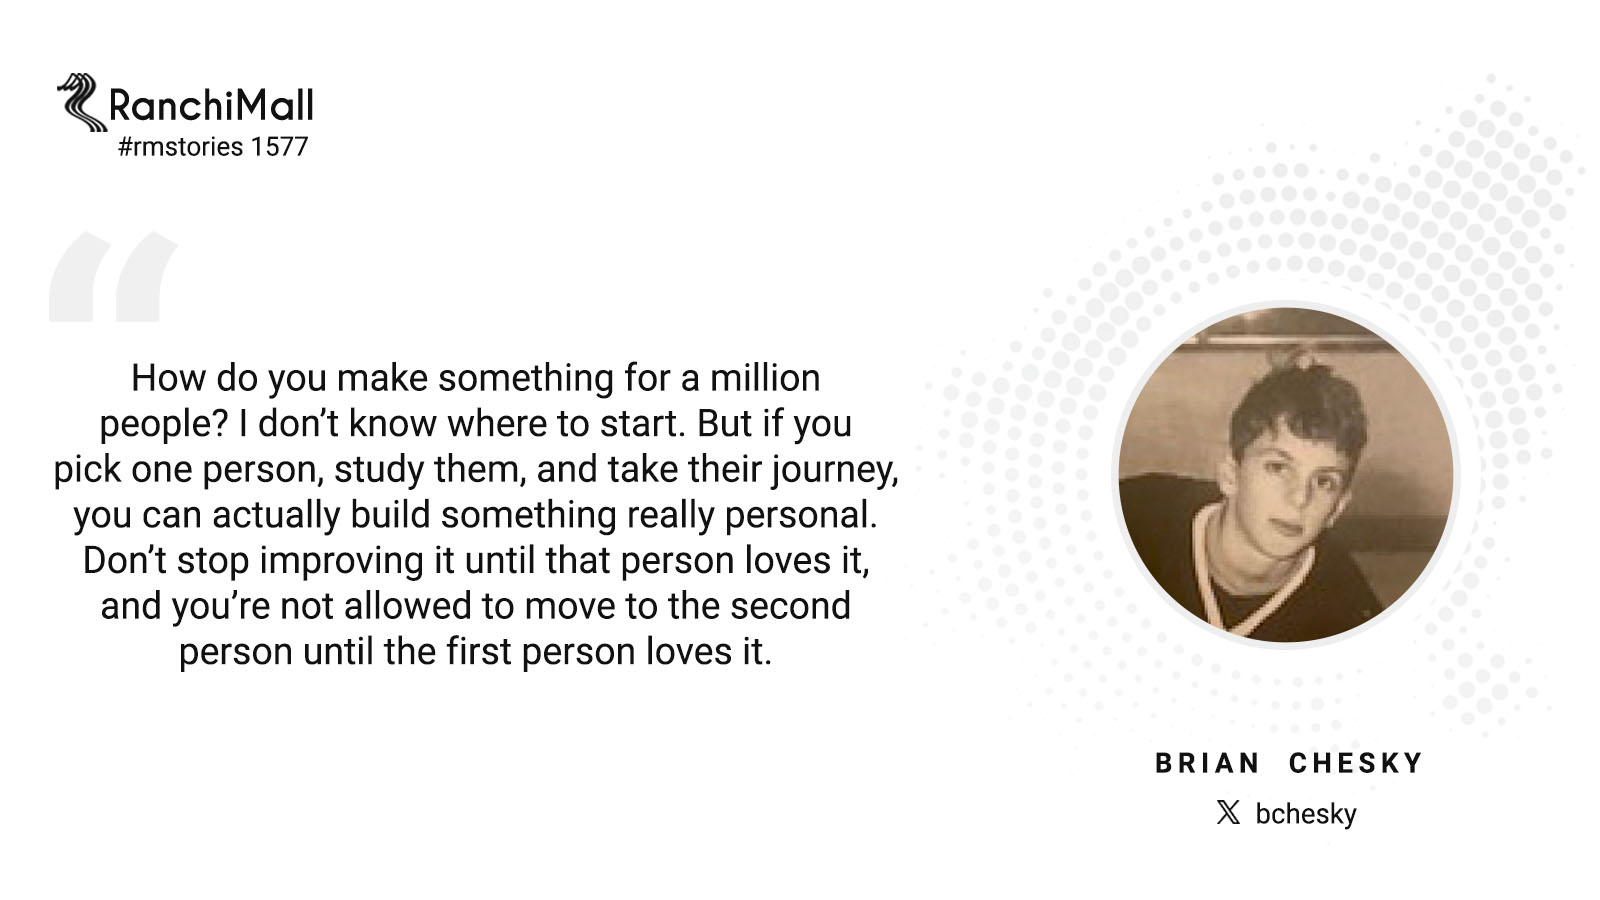 RanchiMall
#rmstories 1577
“
How do you make something for a million
people? I don’t know where to start. But if you
pick one person, study them, and take their journey,
you can actually build something really personal.
Don’t stop improving it until that person loves it,
and you’re not allowed to move to the second
person until the first person loves it.
BRIAN CHESKY
𝕏 bchesky